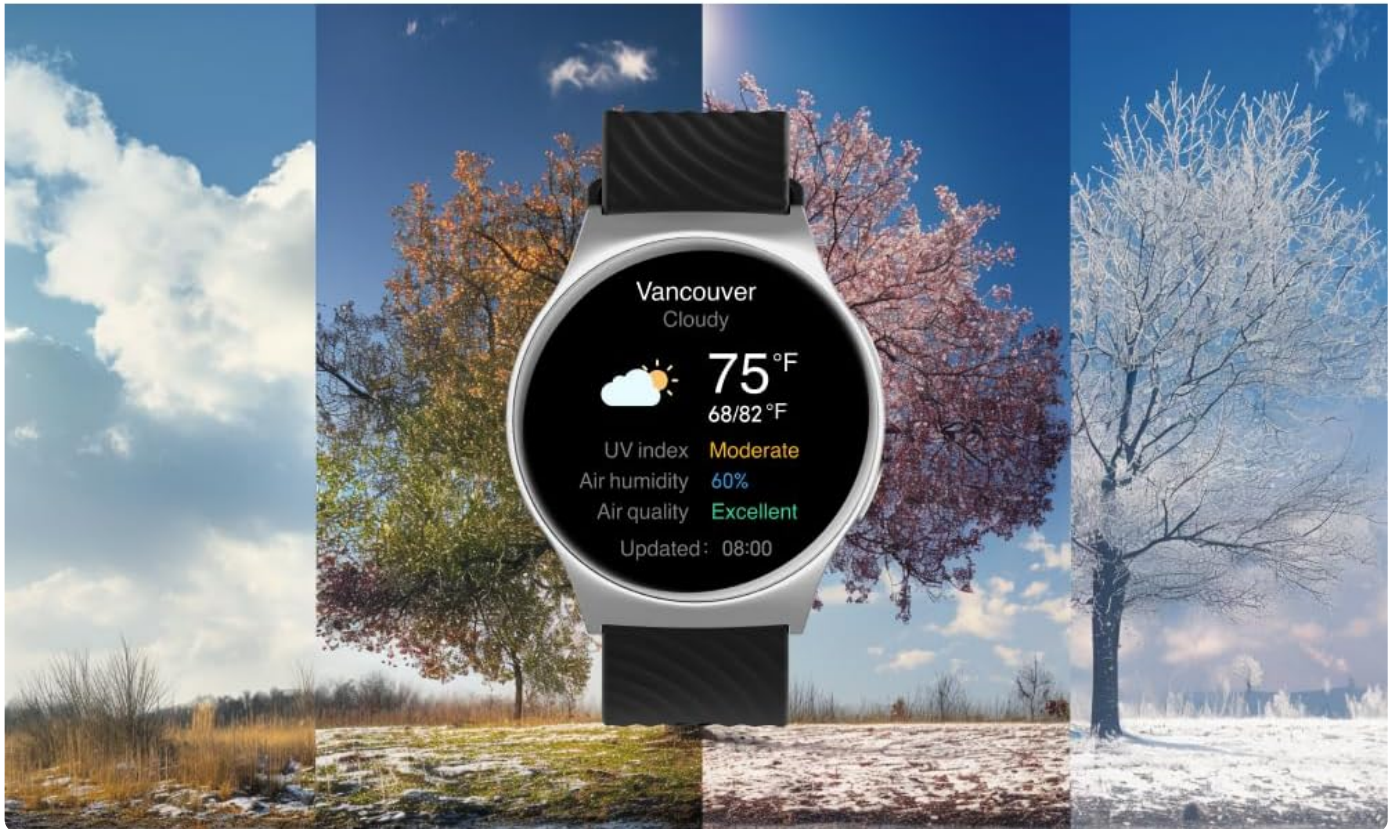 Vancouver
Cloudy
75°F
68/82°F
UV index Moderate
Air humidity 60%
Air quality Excellent
Updated: 08:00